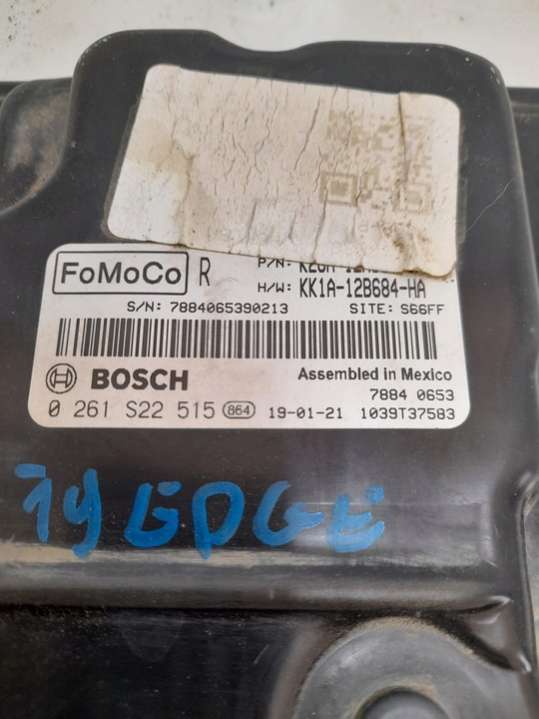 FoMoCo R P/N:
H/W: KK1A-12B684-HA
S/N: 7884065390213 SITE: S66FF
BOSCH Assembled in Mexico
7884 0653
0 261 S22 515 864 19-01-21 1039T37583
19 EDGE